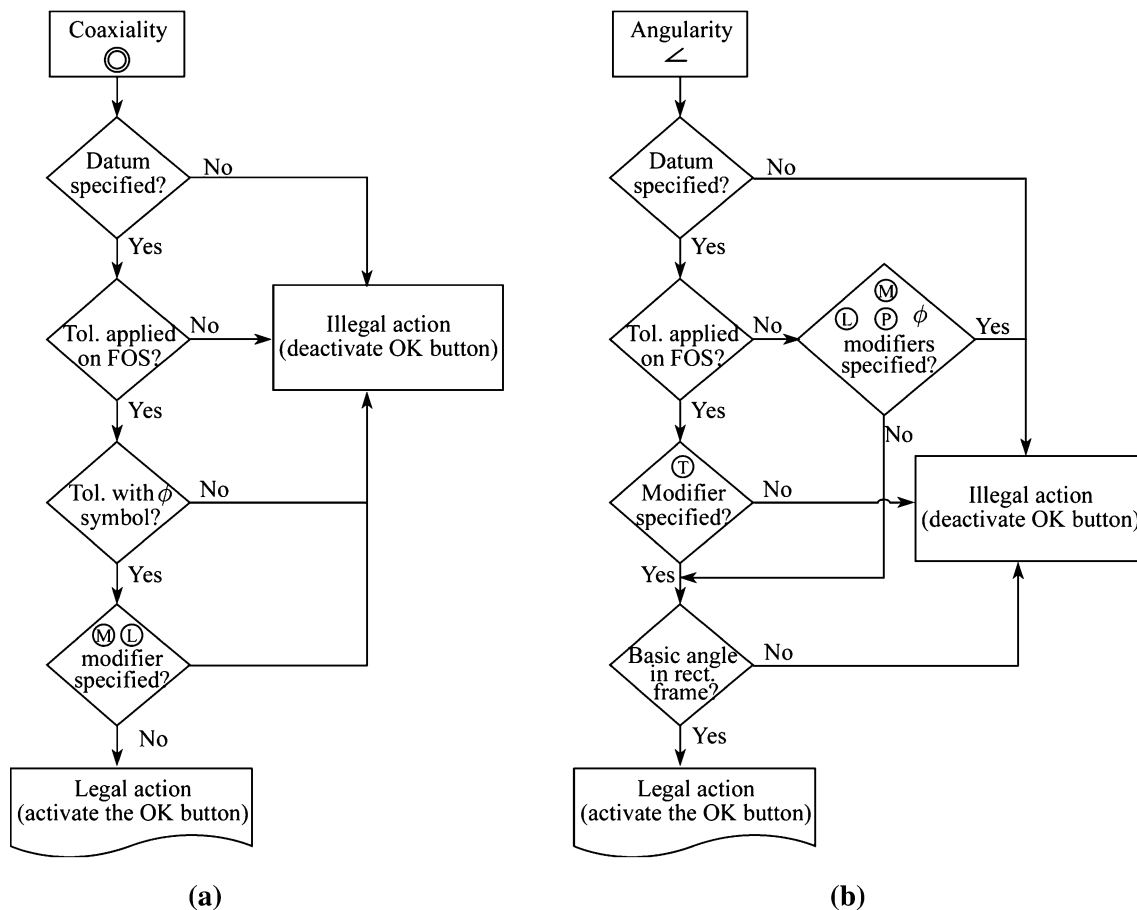 Coaxiality
Datum
specified?
No
Yes
Tol. applied
on FOS?
No
Illegal action
(deactivate OK button)
Yes
Tol. with ϕ
symbol?
No
Yes
Ⓜ Ⓛ
modifier
specified?
No
Legal action
(activate the OK button)
(a)
Angularity
∠
Datum
specified?
No
Yes
Tol. applied
on FOS?
No
Ⓜ
Ⓛ Ⓟ ϕ
modifiers
specified?
Yes
No
Yes
Ⓣ
Modifier
specified?
No
Illegal action
(deactivate OK button)
Yes
Basic angle
in rect.
frame?
No
Yes
Legal action
(activate the OK button)
(b)